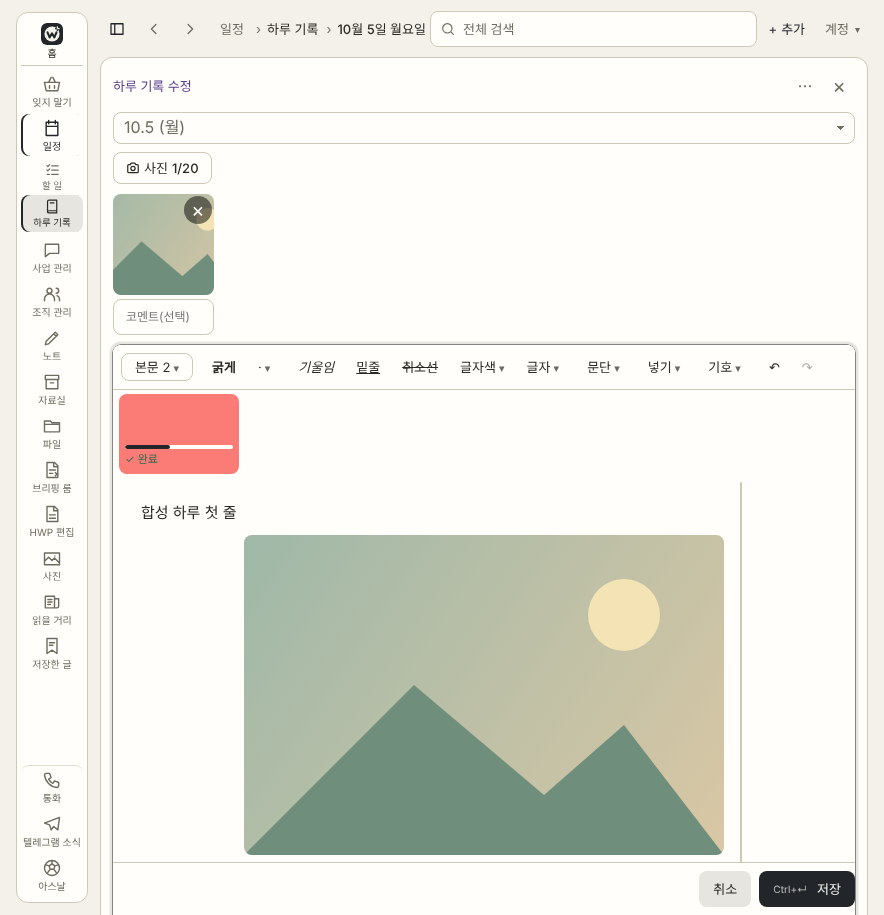 홈
잊지 말기
일정
할 일
하루 기록
사업 관리
조직 관리
노트
자료실
파일
브리핑 룸
HWP 편집
사진
읽을 거리
저장한 글
통화
텔레그램 소식
아스날
일정 › 하루 기록 › 10월 5일 월요일
전체 검색
+ 추가
계정 ▾
하루 기록 수정
10.5 (월)
사진 1/20
코멘트(선택)
본문 2 ▾ 굵게 · ▾ 기울임 밑줄 취소선 글자색 ▾ 글자 ▾ 문단 ▾ 넣기 ▾ 기호 ▾ ↶ ↷
✓ 완료
합성 하루 첫 줄
취소 Ctrl+↵ 저장